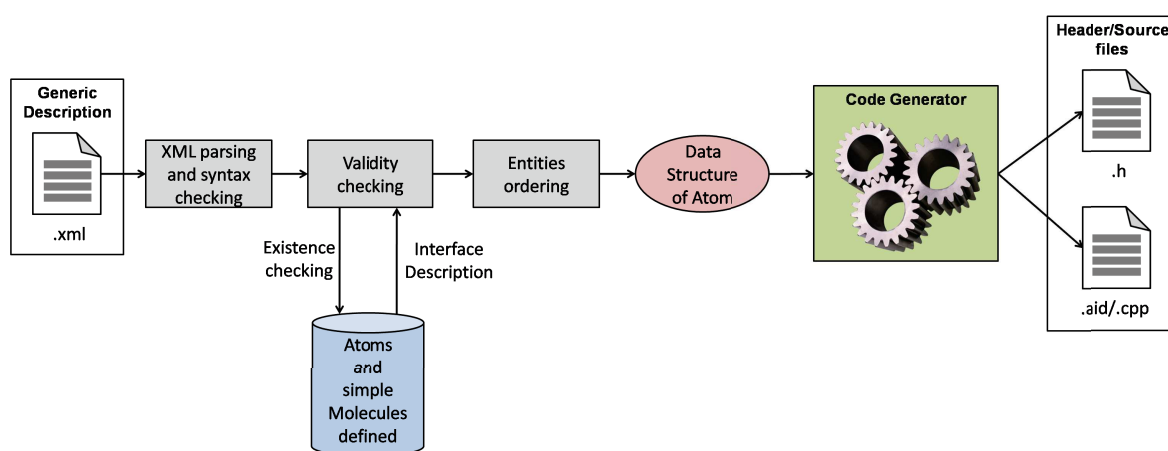 Generic
Description
.xml
XML parsing
and syntax
checking
Validity
checking
Existence
checking
Interface
Description
Atoms
and
simple
Molecules
defined
Entities
ordering
Data
Structure
of Atom
Code Generator
Header/Source
files
.h
.aid/.cpp